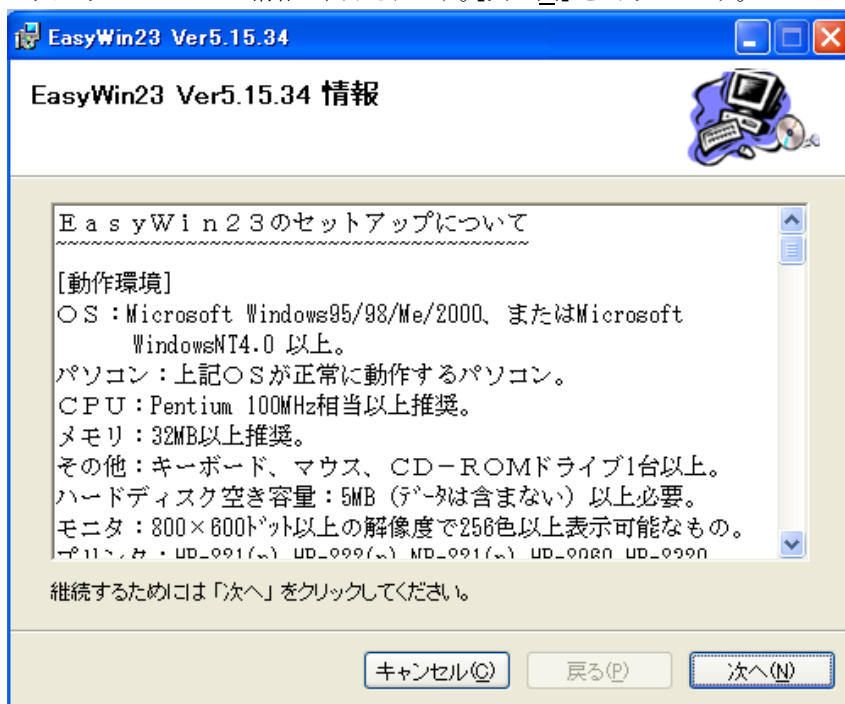 EasyWin23 Ver5.15.34
EasyWin23 Ver5.15.34 情報
ＥａｓｙＷｉｎ２３のセットアップについて
~~~~~~~~~~~~~~~~~~~~~~~~~~~~~~~~~~~~~~~~
[動作環境]
ＯＳ：Microsoft Windows95/98/Me/2000、またはMicrosoft
WindowsNT4.0 以上。
パソコン：上記ＯＳが正常に動作するパソコン。
ＣＰＵ：Pentium 100MHz相当以上推奨。
メモリ：32MB以上推奨。
その他：キーボード、マウス、ＣＤ－ＲＯＭドライブ1台以上。
ハードディスク空き容量：5MB（ﾃﾞｰﾀは含まない）以上必要。
モニタ：800×600ﾄﾞｯﾄ以上の解像度で256色以上表示可能なもの。
継続するためには「次へ」をクリックしてください。
キャンセル(C) 戻る(P) 次へ(N)